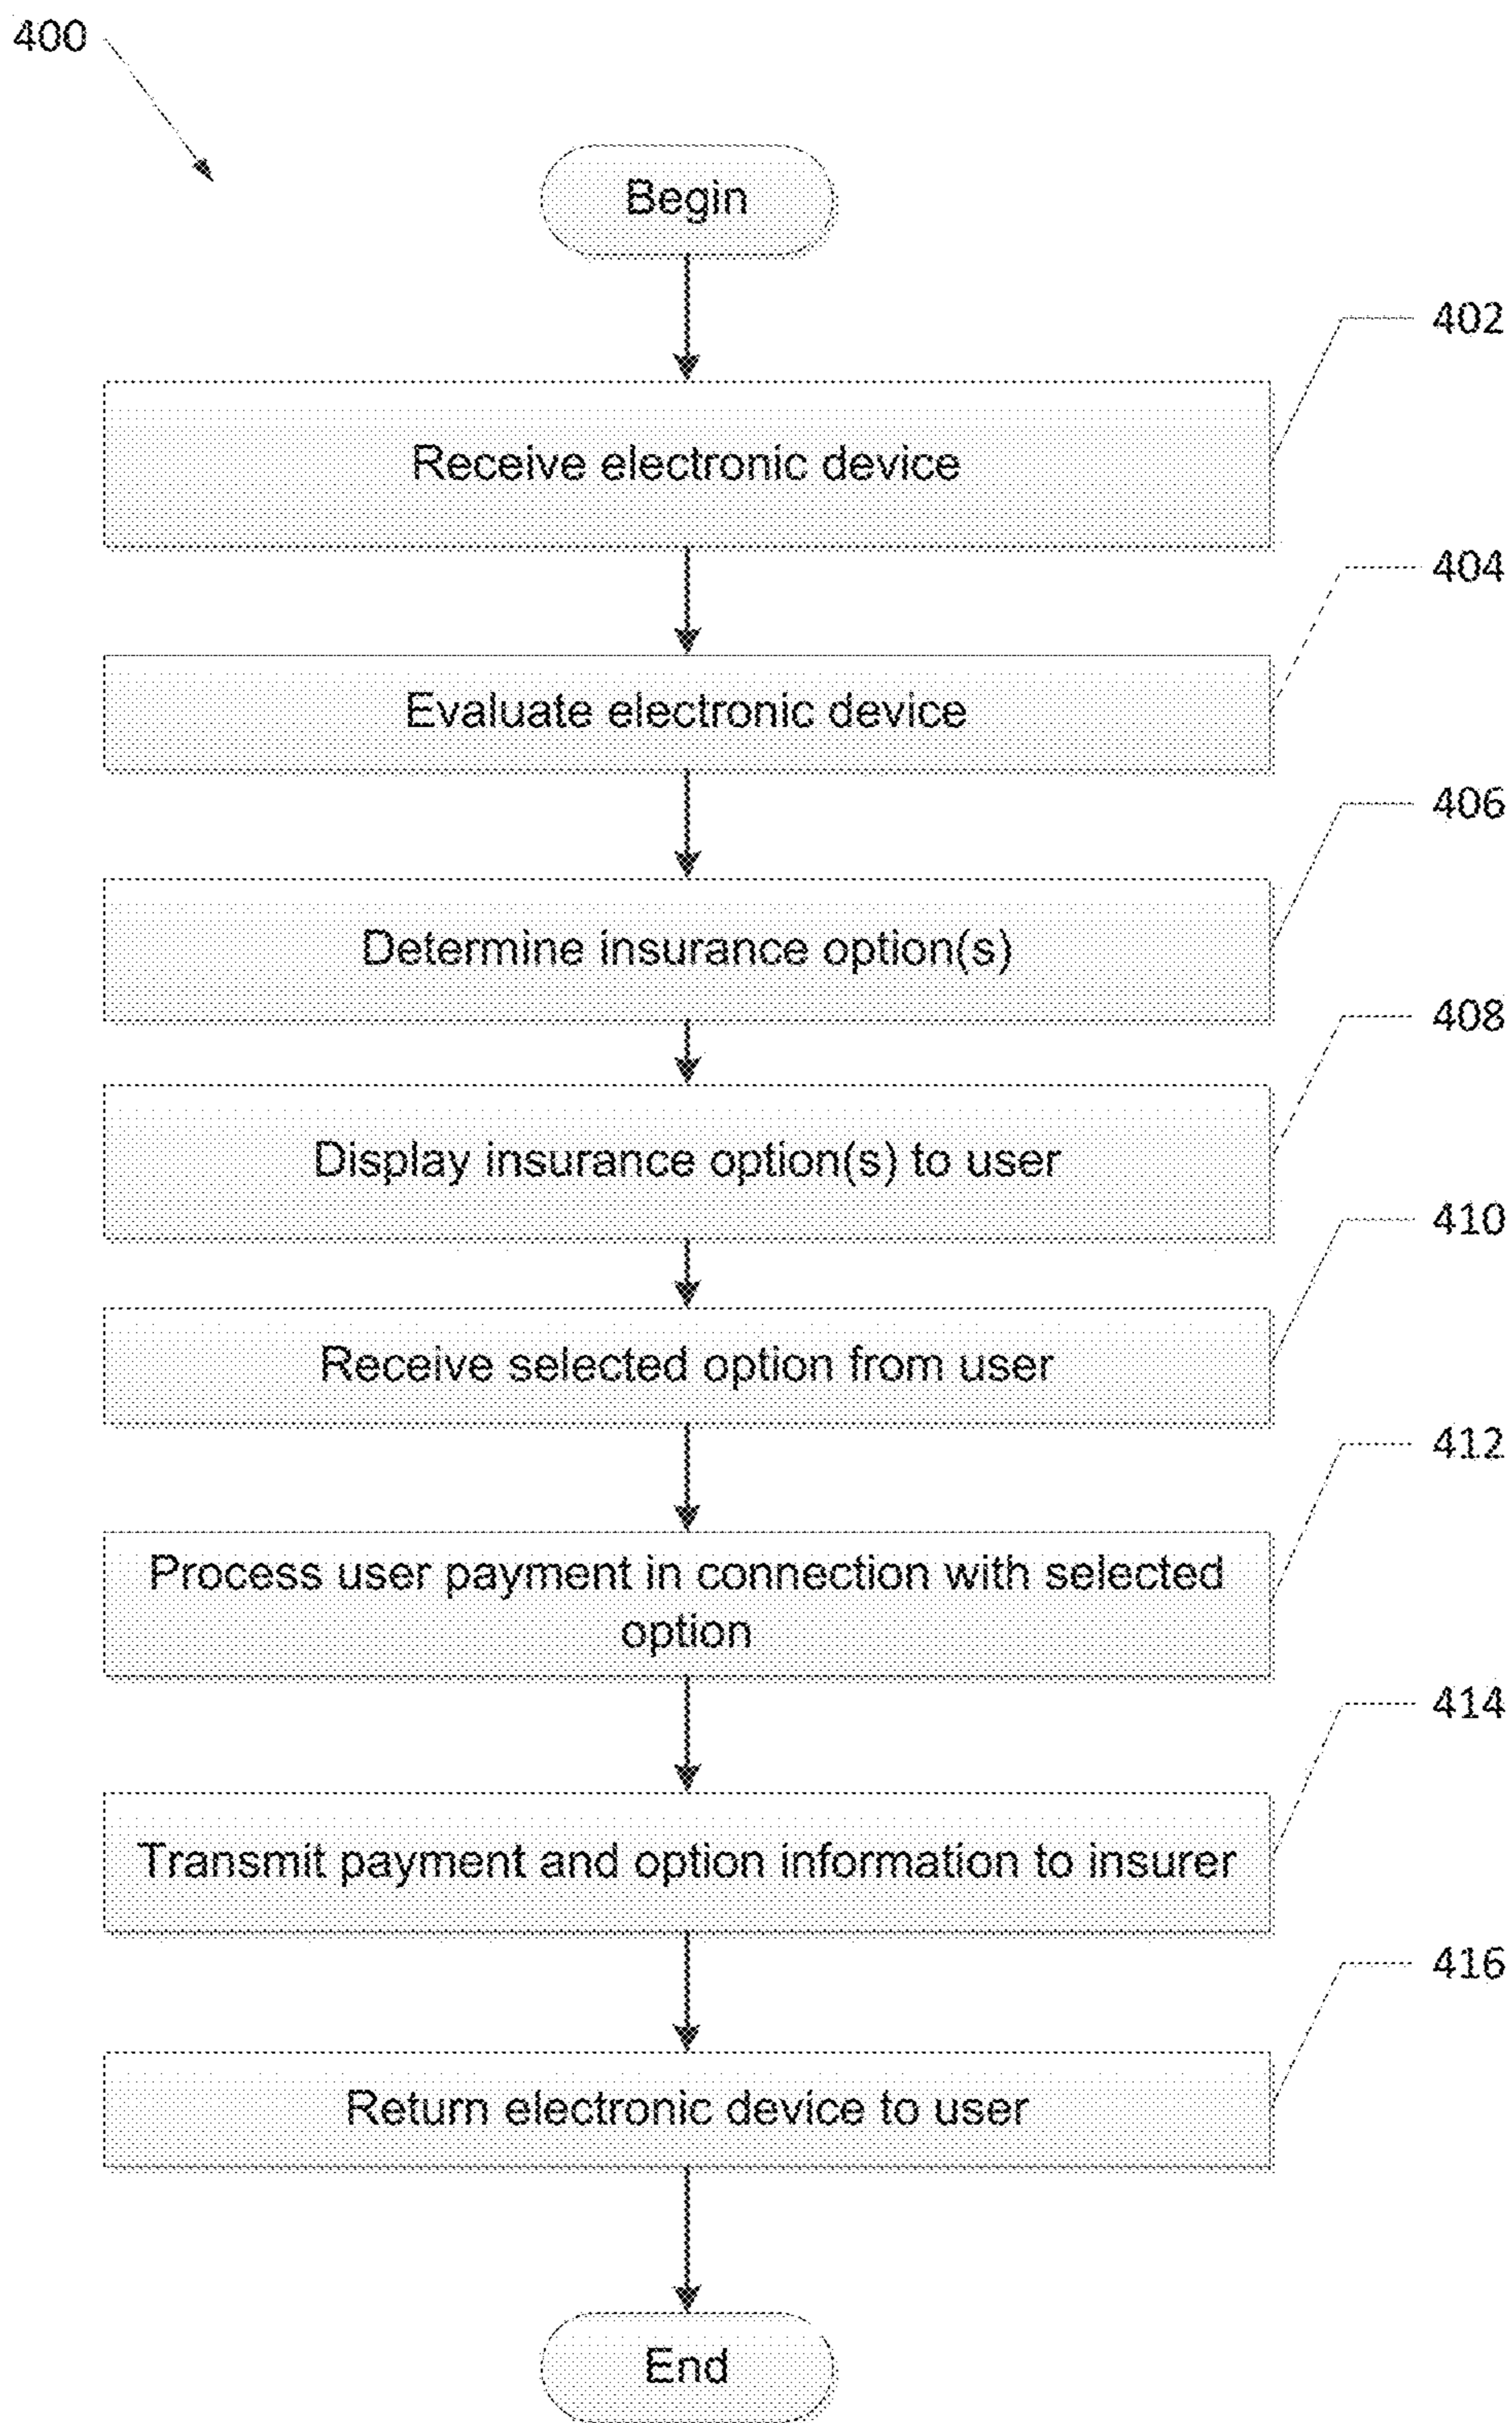 400
Begin
402
Receive electronic device
404
Evaluate electronic device
406
Determine insurance option(s)
408
Display insurance option(s) to user
410
Receive selected option from user
412
Process user payment in connection with selected
option
414
Transmit payment and option information to insurer
416
Return electronic device to user
End